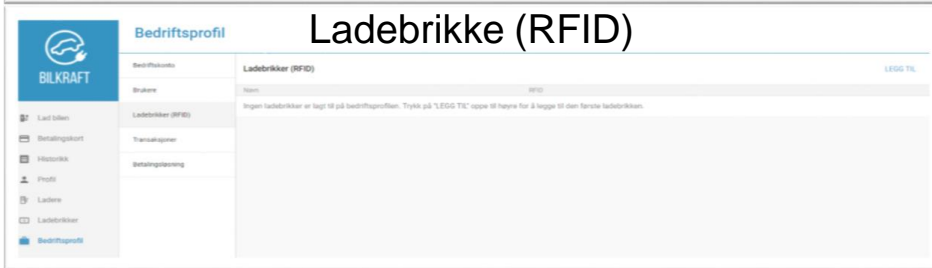 Bedriftsprofil
Ladebrikke (RFID)
BILKRAFT
Lad bilen
Betalingskort
Historikk
Profil
Ladere
Ladebrikker
Bedriftsprofil
Bedriftskonto
Brukere
Ladebrikker (RFID)
Transaksjoner
Betalingsløsning
Ladebrikker (RFID)
LEGG TIL
Navn
RFID
Ingen ladebrikker er lagt til på bedriftsprofilen. Trykk på "LEGG TIL" oppe til høyre for å legge til den første ladebrikken.